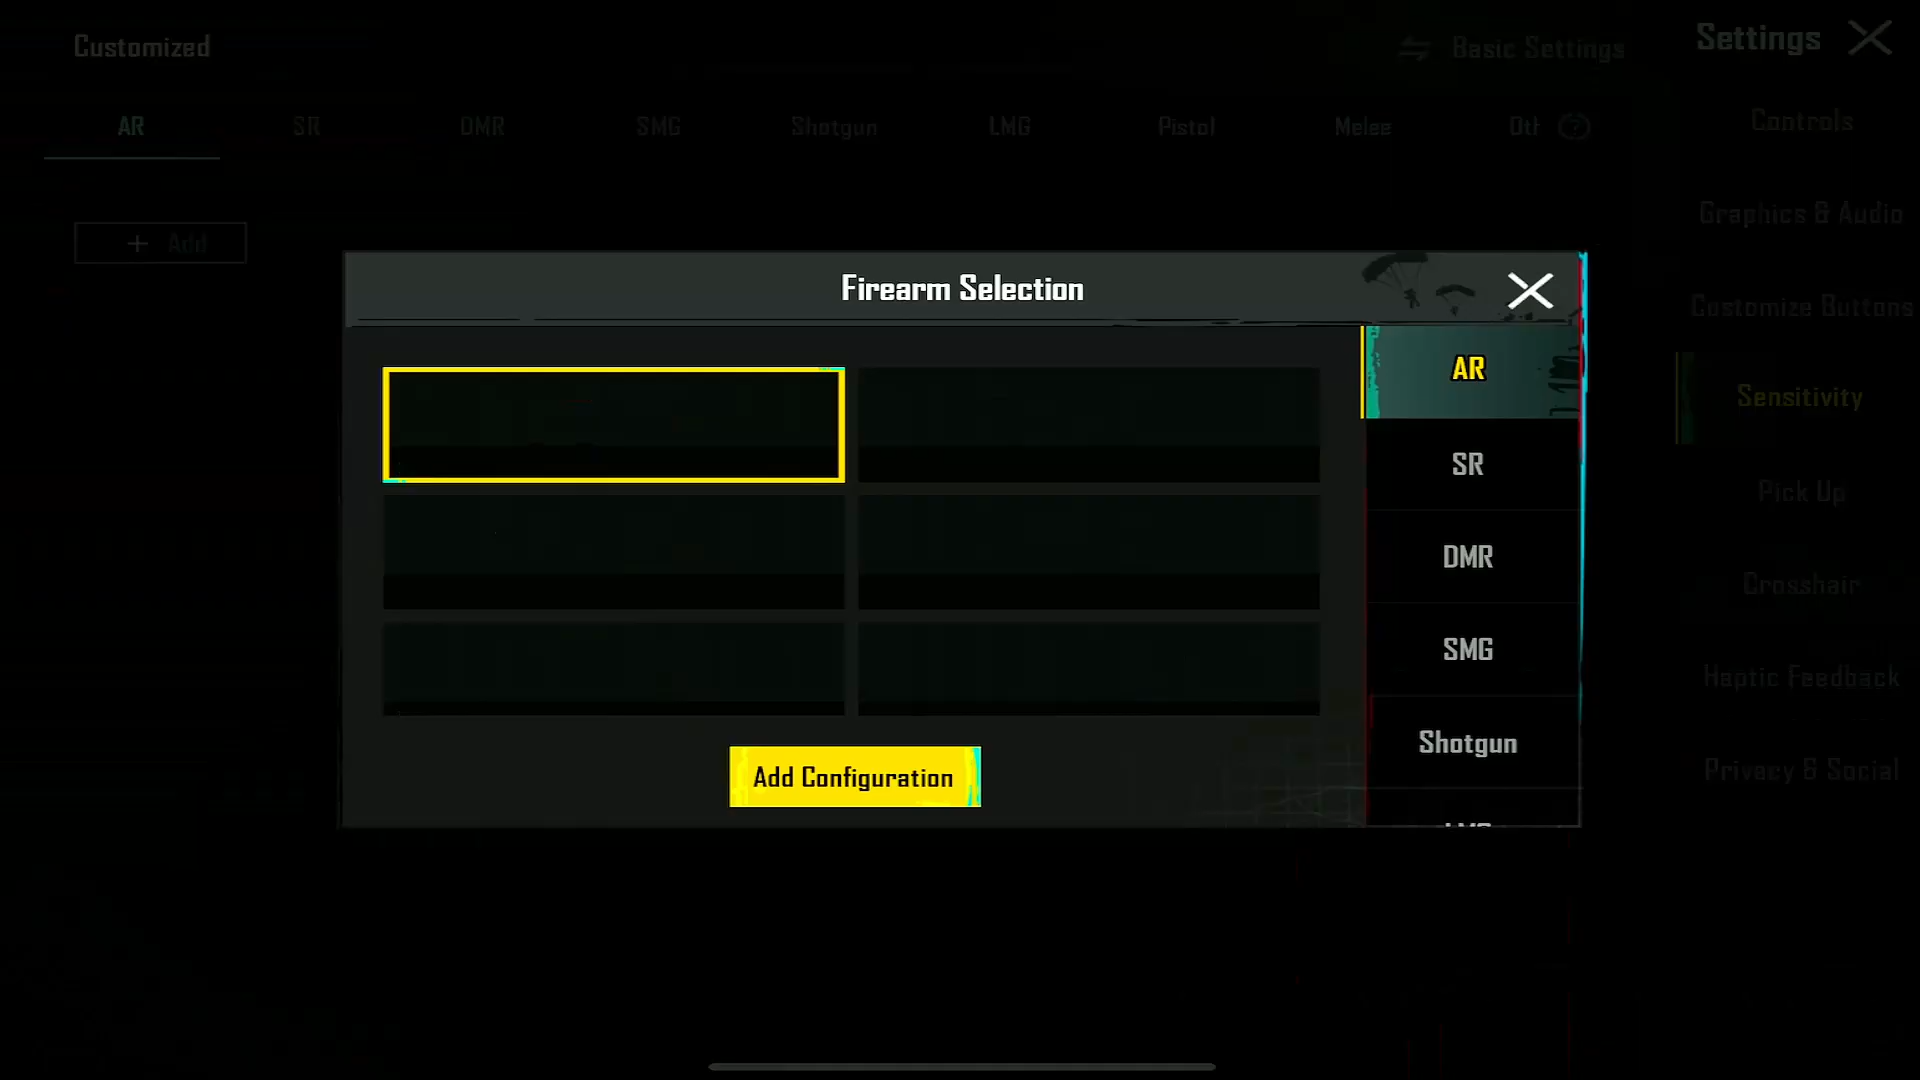 Customized
Basic Settings
Settings
AR
SR
DMR
SMG
Shotgun
LMG
Pistol
Melee
Otl
Controls
Graphics & Audio
+ Add
Firearm Selection
Customize Buttons
AR
Sensitivity
SR
Pick Up
DMR
Crosshair
SMG
Haptic Feedback
Shotgun
Privacy & Social
Add Configuration